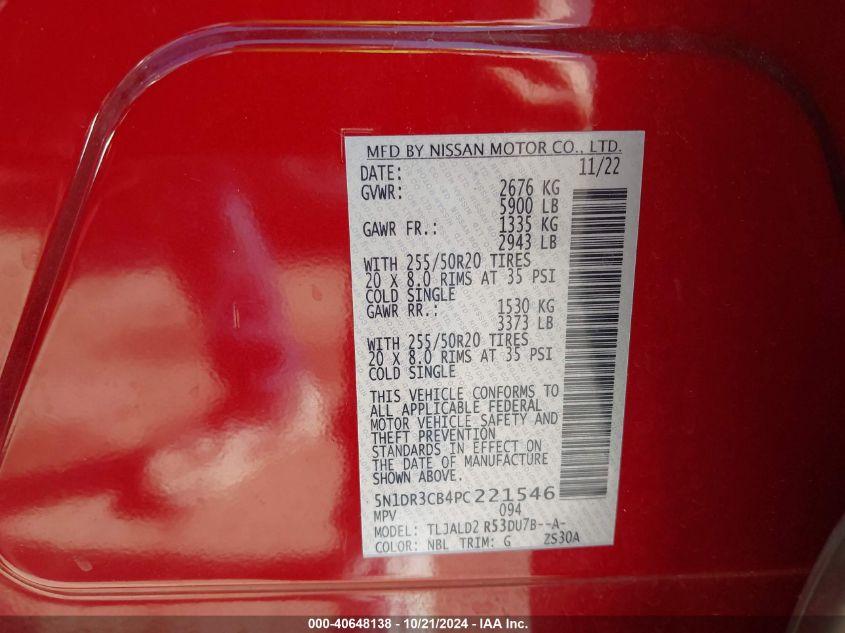 MFD BY NISSAN MOTOR CO., LTD.
DATE: 11/22
GVWR: 2676 KG
5900 LB
GAWR FR.: 1335 KG
2943 LB
WITH 255/50R20 TIRES
20 X 8.0 RIMS AT 35 PSI
COLD SINGLE
GAWR RR.: 1530 KG
3373 LB
WITH 255/50R20 TIRES
20 X 8.0 RIMS AT 35 PSI
COLD SINGLE
THIS VEHICLE CONFORMS TO
ALL APPLICABLE FEDERAL
MOTOR VEHICLE SAFETY AND
THEFT PREVENTION
STANDARDS IN EFFECT ON
THE DATE OF MANUFACTURE
SHOWN ABOVE.
5N1DR3CB4PC221546
MPV 094
MODEL: TLJALD2 R53DU7B--A-
COLOR: NBL TRIM: G ZS30A
000-40648138 - 10/21/2024 - IAA Inc.